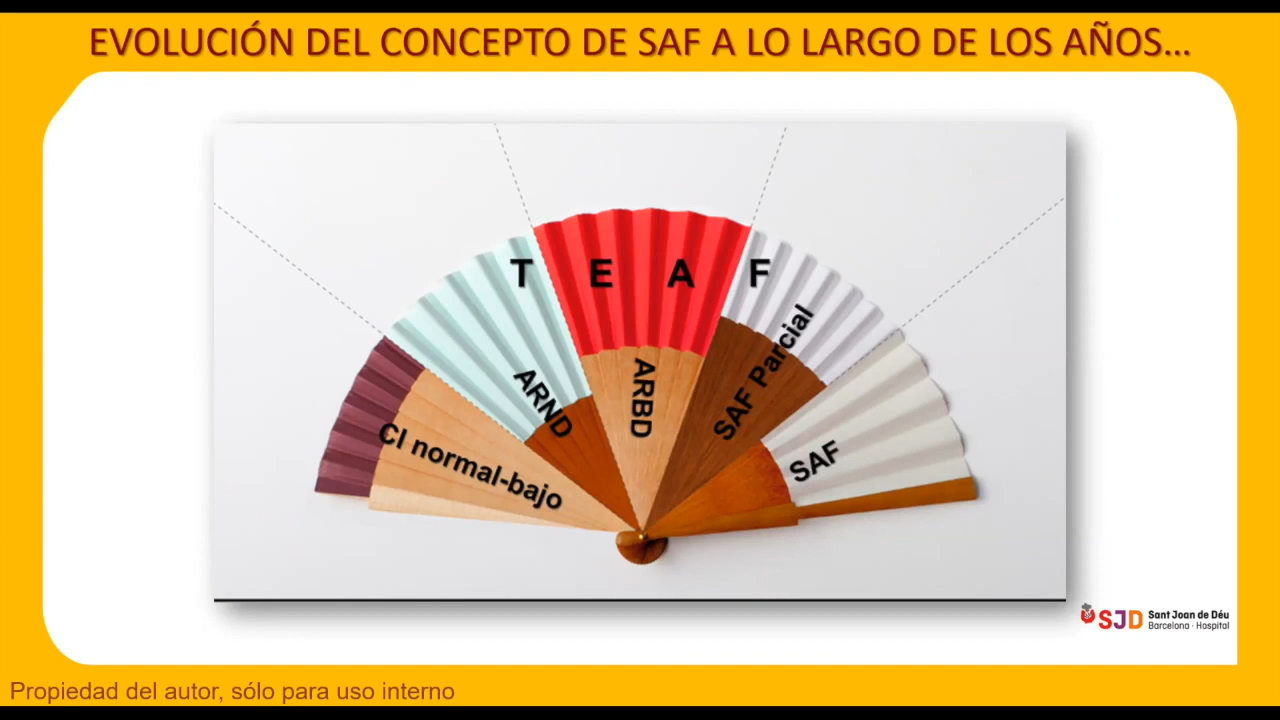 EVOLUCIÓN DEL CONCEPTO DE SAF A LO LARGO DE LOS AÑOS...
T E A F
CI normal-bajo
ARND
ARBD
SAF Parcial
SAF
SJD Sant Joan de Déu
Barcelona · Hospital
Propiedad del autor, sólo para uso interno